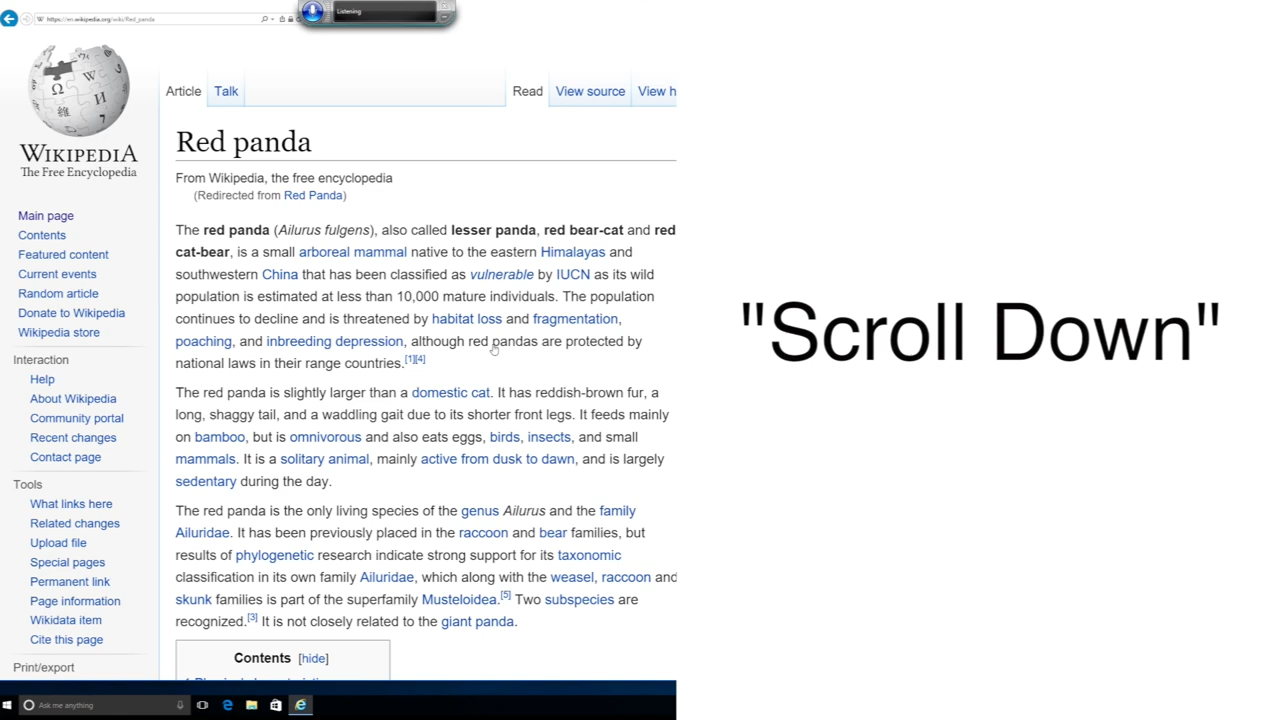 https://en.wikipedia.org/wiki/Red_panda
Listening
WIKIPEDIA
The Free Encyclopedia
Main page
Contents
Featured content
Current events
Random article
Donate to Wikipedia
Wikipedia store
Interaction
Help
About Wikipedia
Community portal
Recent changes
Contact page
Tools
What links here
Related changes
Upload file
Special pages
Permanent link
Page information
Wikidata item
Cite this page
Print/export
Article Talk Read View source View h
Red panda
From Wikipedia, the free encyclopedia
(Redirected from Red Panda)
The red panda (Ailurus fulgens), also called lesser panda, red bear-cat and red
cat-bear, is a small arboreal mammal native to the eastern Himalayas and
southwestern China that has been classified as vulnerable by IUCN as its wild
population is estimated at less than 10,000 mature individuals. The population
continues to decline and is threatened by habitat loss and fragmentation,
poaching, and inbreeding depression, although red pandas are protected by
national laws in their range countries.[1][4]
The red panda is slightly larger than a domestic cat. It has reddish-brown fur, a
long, shaggy tail, and a waddling gait due to its shorter front legs. It feeds mainly
on bamboo, but is omnivorous and also eats eggs, birds, insects, and small
mammals. It is a solitary animal, mainly active from dusk to dawn, and is largely
sedentary during the day.
The red panda is the only living species of the genus Ailurus and the family
Ailuridae. It has been previously placed in the raccoon and bear families, but
results of phylogenetic research indicate strong support for its taxonomic
classification in its own family Ailuridae, which along with the weasel, raccoon and
skunk families is part of the superfamily Musteloidea.[5] Two subspecies are
recognized.[3] It is not closely related to the giant panda.
Contents [hide]
Ask me anything
"Scroll Down"